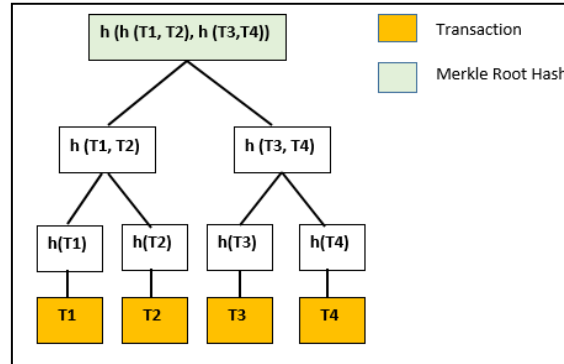 h (h (T1, T2), h (T3,T4))
Transaction
Merkle Root Hash
h (T1, T2)
h (T3, T4)
h(T1)
h(T2)
h(T3)
h(T4)
T1
T2
T3
T4